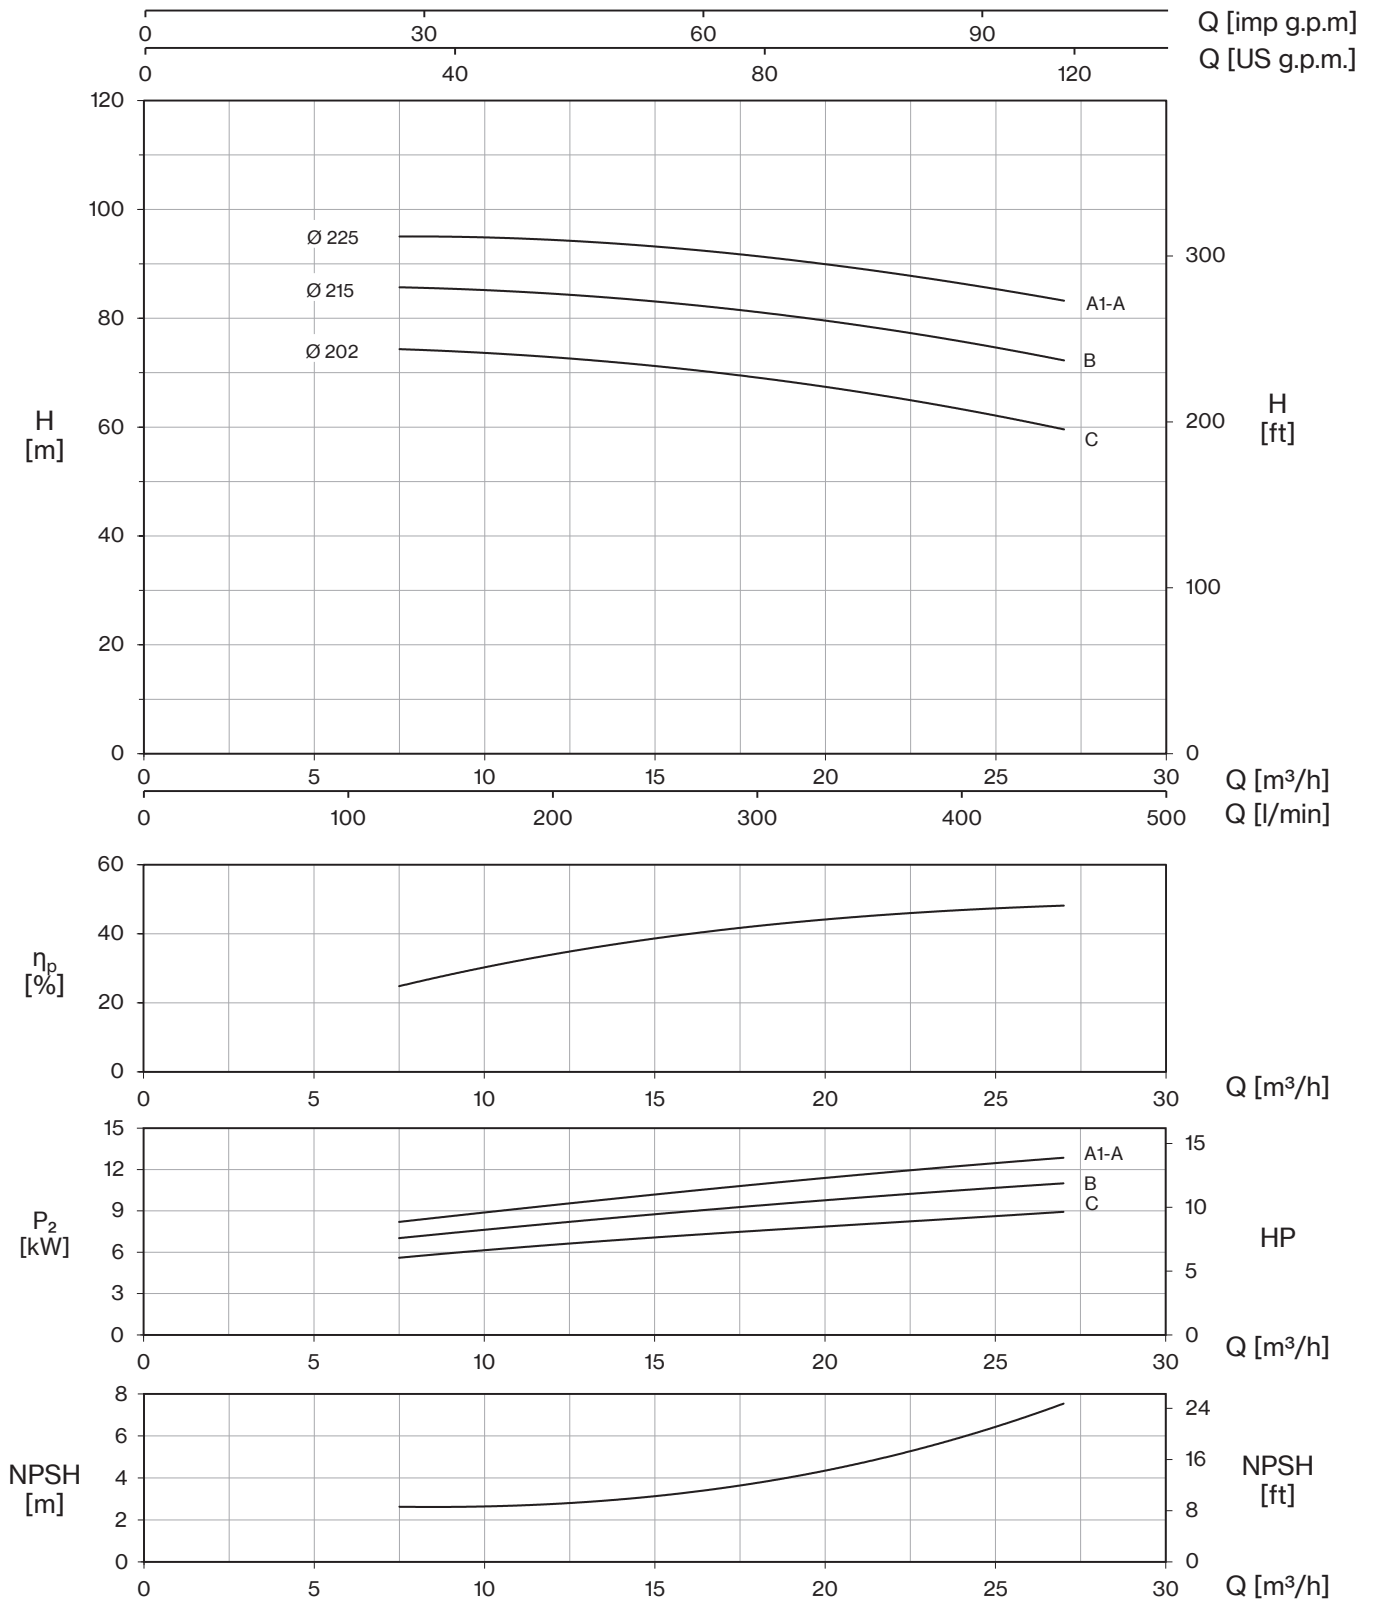 0 30 60 90 Q [imp g.p.m]
0 40 80 120 Q [US g.p.m.]
120
100
Ø 225
300
Ø 215
A1-A
80
Ø 202
B
H
[m]
60
200
H
[ft]
C
40
100
20
0 0
0 5 10 15 20 25 30 Q [m³/h]
0 100 200 300 400 500 Q [l/min]
60
40
ηp
[%]
20
0
0 5 10 15 20 25 30 Q [m³/h]
15 15
A1-A
12
B
C
9 10
P₂
[kW]
HP
6 5
3
0 0
0 5 10 15 20 25 30 Q [m³/h]
8 24
6 16
NPSH
[m]
NPSH
[ft]
4
2 8
0 0
0 5 10 15 20 25 30 Q [m³/h]